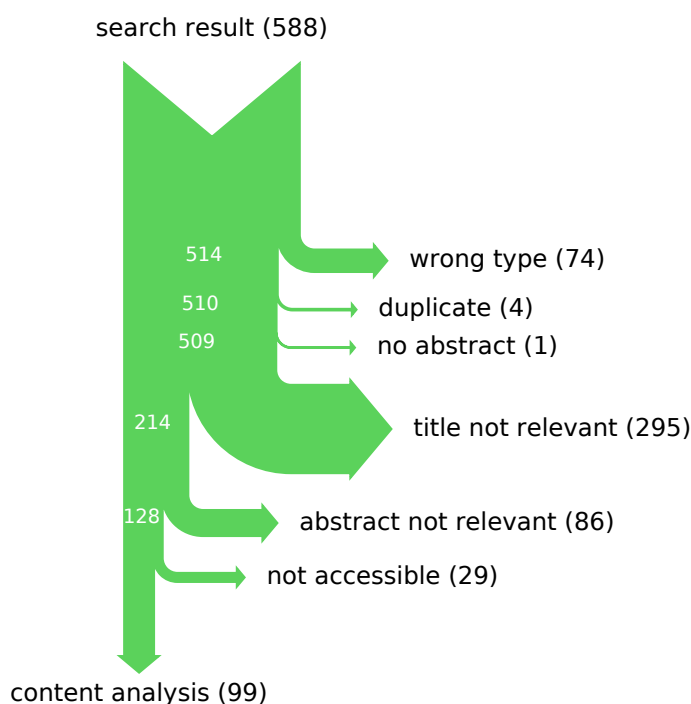 search result (588)
514
wrong type (74)
510
duplicate (4)
509
no abstract (1)
214
title not relevant (295)
128
abstract not relevant (86)
not accessible (29)
content analysis (99)